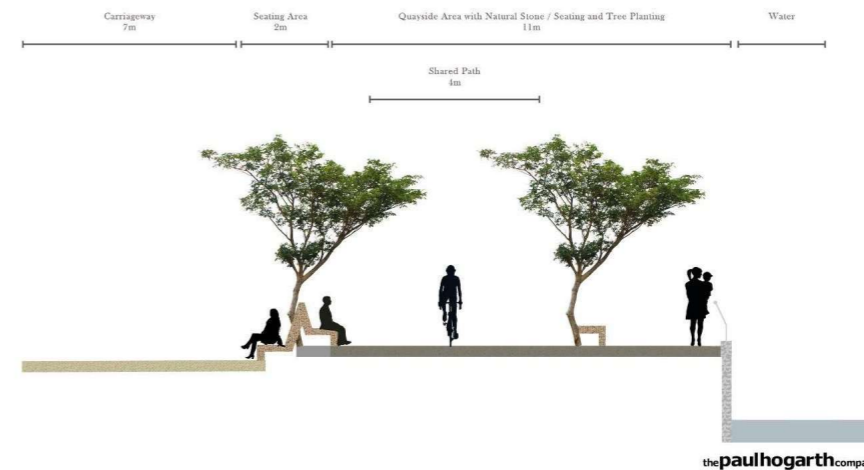 Carriageway
7m
Seating Area
2m
Quayside Area with Natural Stone / Seating and Tree Planting
11m
Water
Shared Path
4m
thepaulhogarthcompa